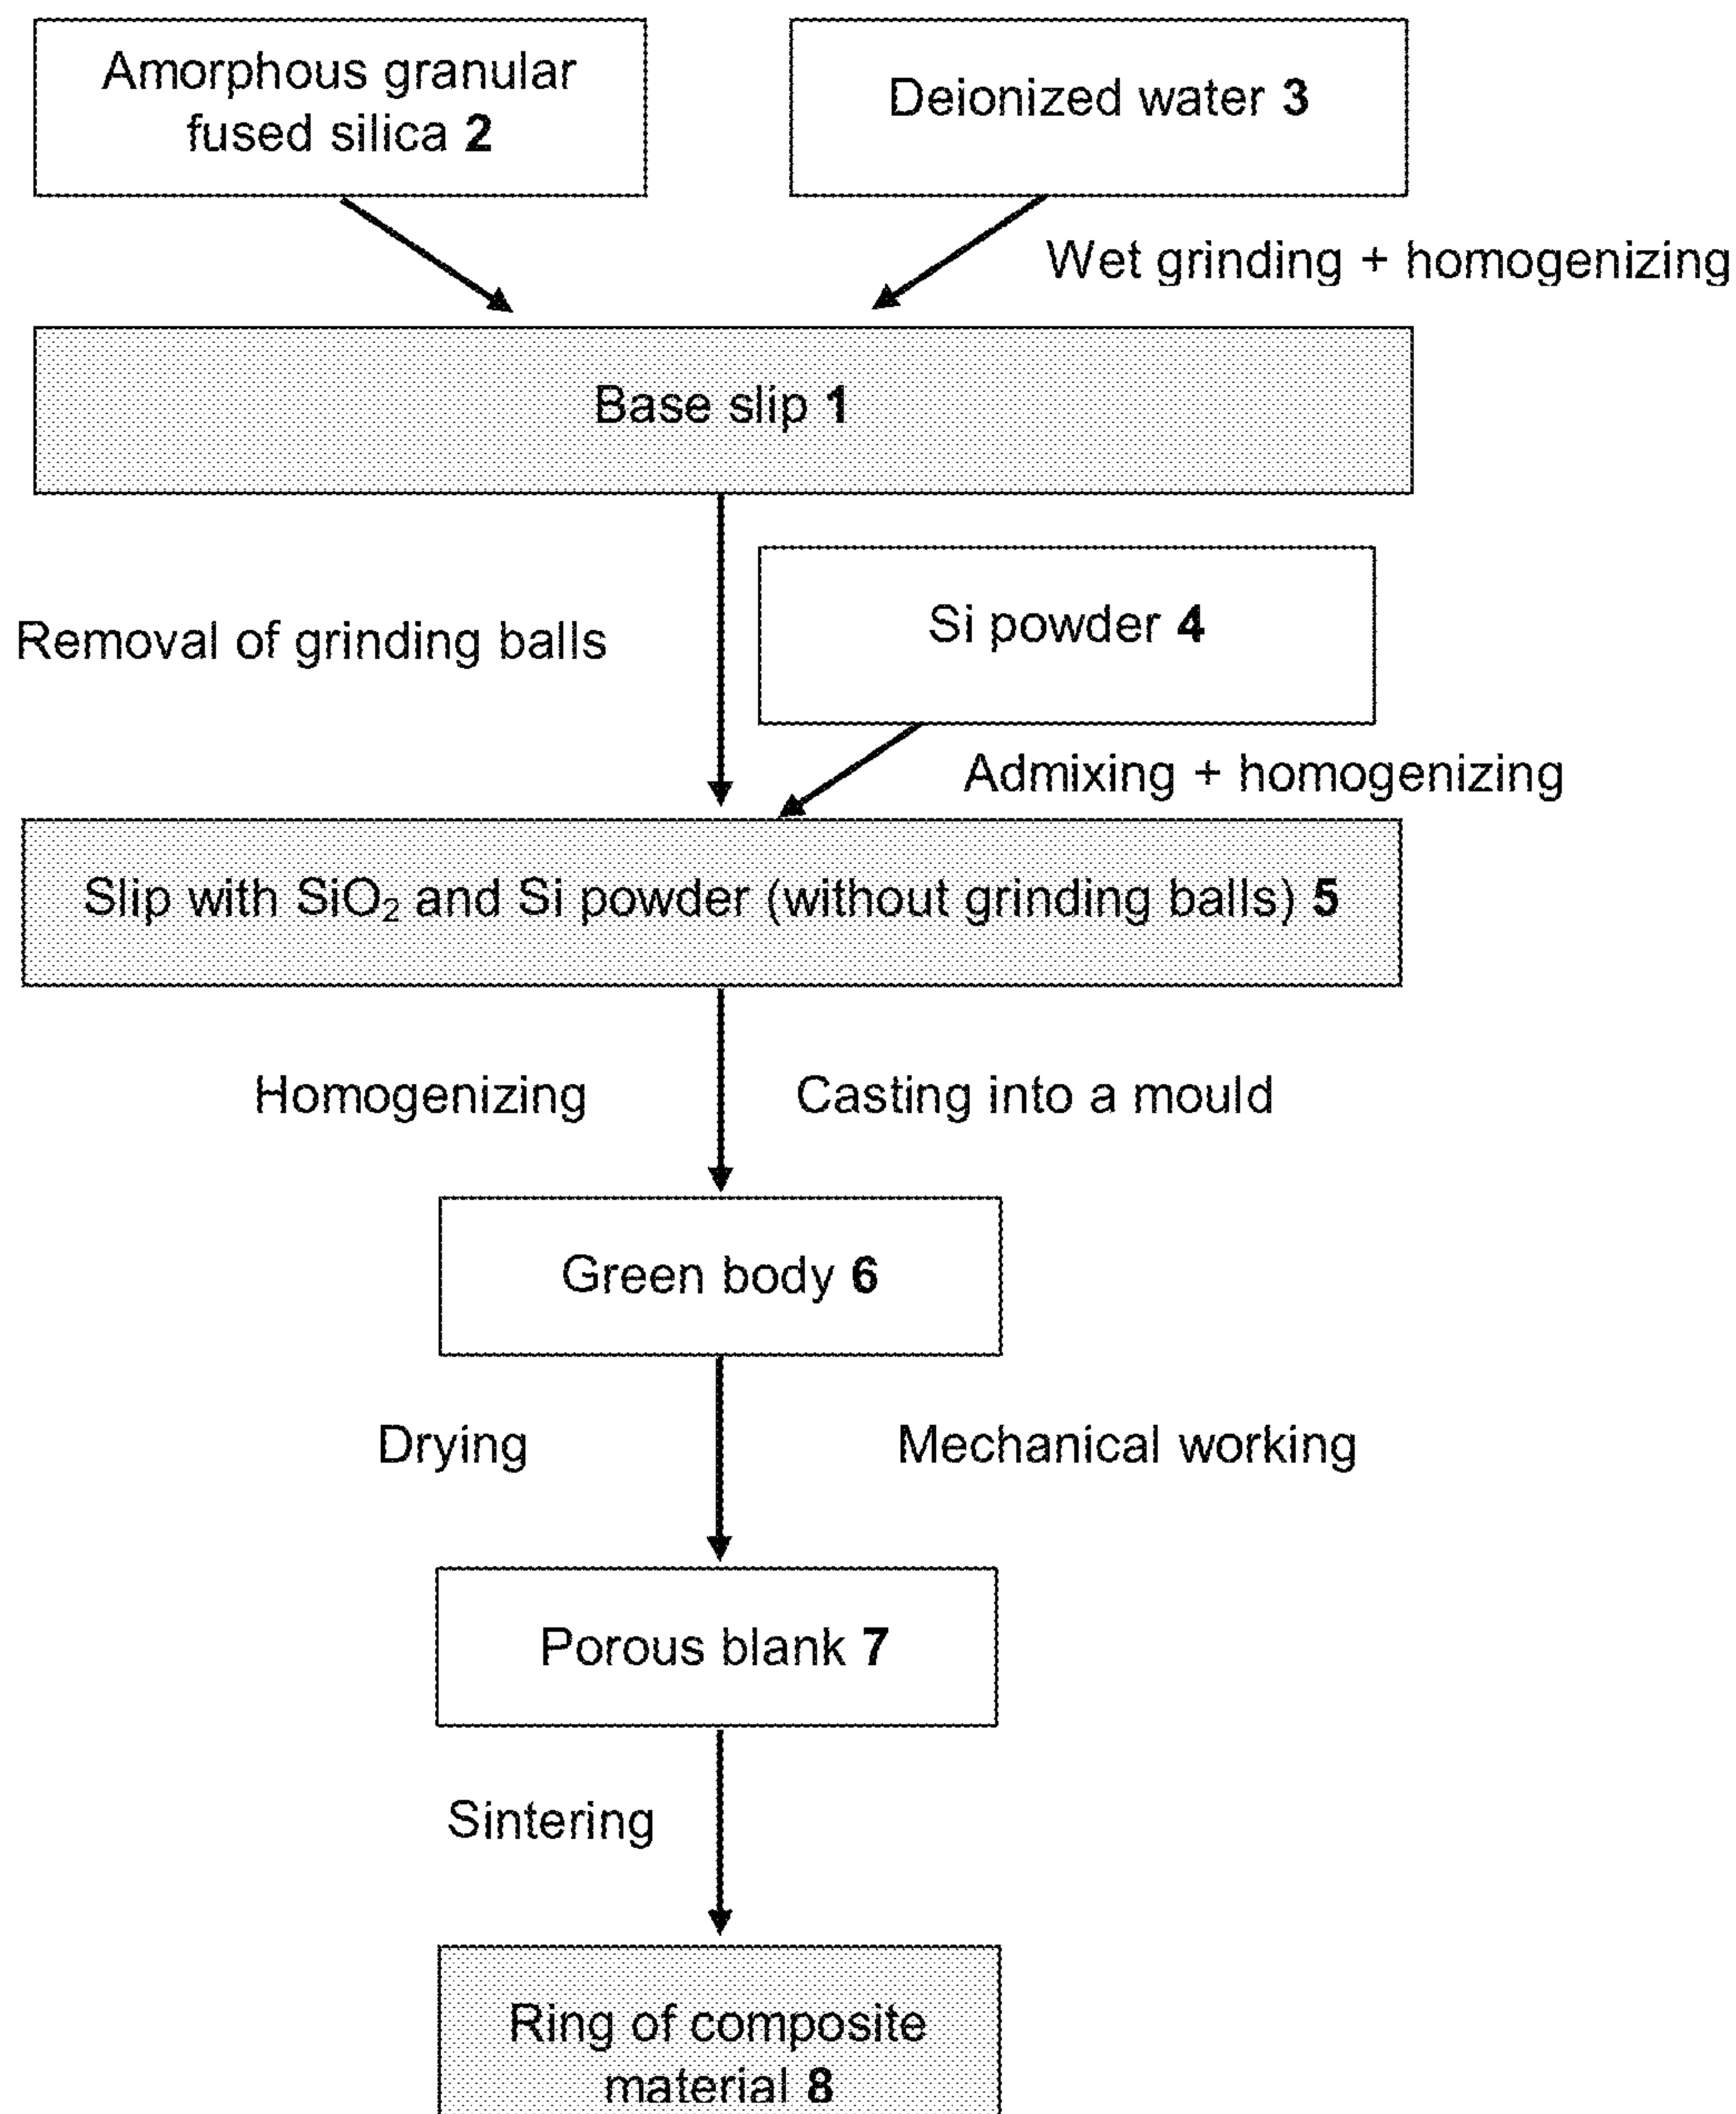 Amorphous granular
fused silica 2
Deionized water 3
Wet grinding + homogenizing
Base slip 1
Removal of grinding balls
Si powder 4
Admixing + homogenizing
Slip with SiO₂ and Si powder (without grinding balls) 5
Homogenizing
Casting into a mould
Green body 6
Drying
Mechanical working
Porous blank 7
Sintering
Ring of composite
material 8